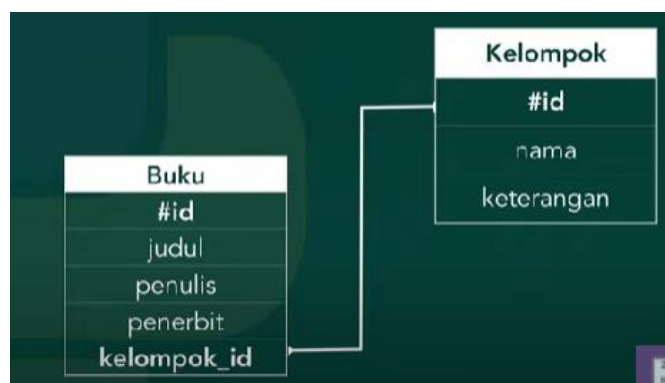 Kelompok
#id
nama
keterangan
Buku
#id
judul
penulis
penerbit
kelompok_id